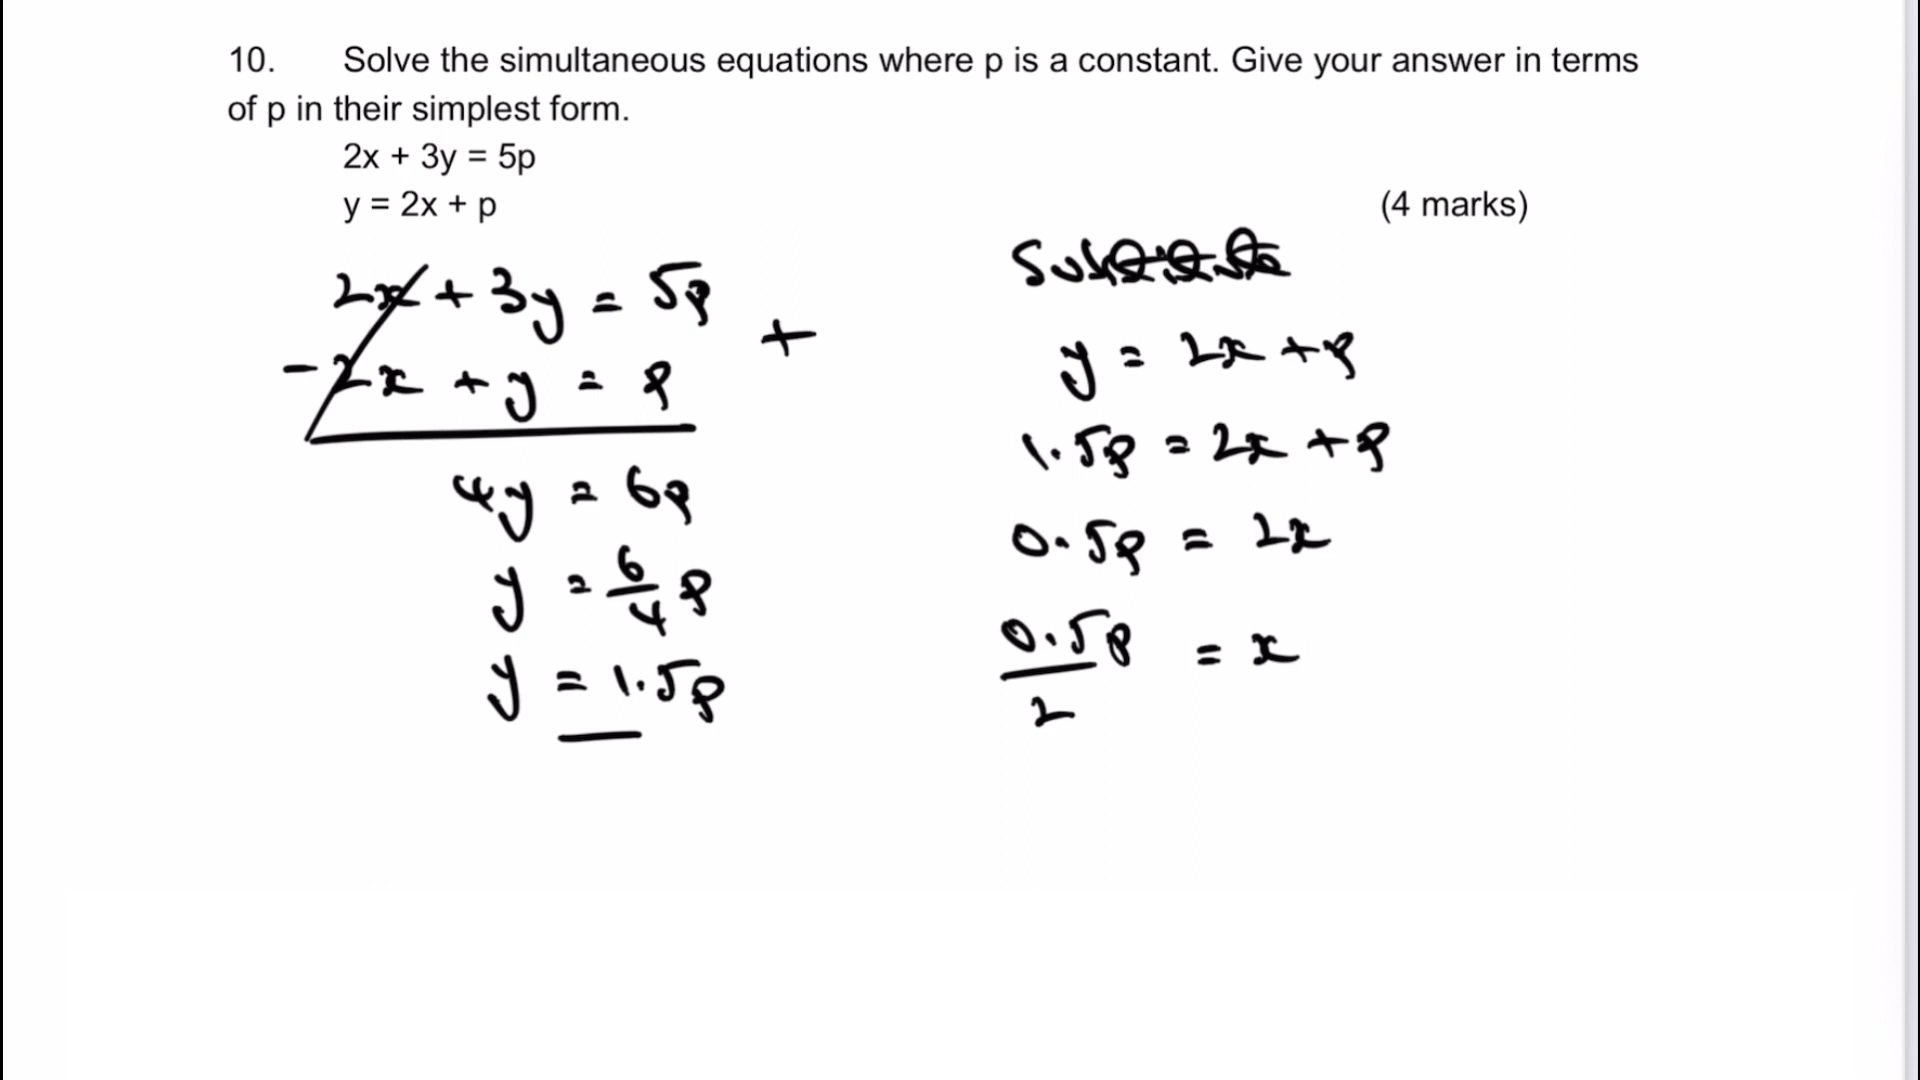 10. Solve the simultaneous equations where p is a constant. Give your answer in terms
of p in their simplest form.
2x + 3y = 5p
y = 2x + p
(4 marks)
2x + 3y = 5p
+
-2x + y = p
4y = 6p
y = 6/4 p
y = 1.5p
y = 2x + p
1.5p = 2x + p
0.5p = 2x
0.5p/2 = x